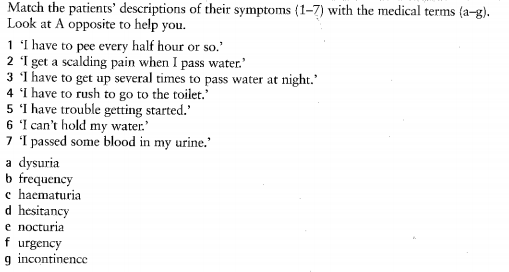 Match the patients' descriptions of their symptoms (1–7) with the medical terms (a–g).
Look at A opposite to help you.
1 'I have to pee every half hour or so.'
2 'I get a scalding pain when I pass water.'
3 'I have to get up several times to pass water at night.'
4 'I have to rush to go to the toilet.'
5 'I have trouble getting started.'
6 'I can't hold my water.'
7 'I passed some blood in my urine.'
a dysuria
b frequency
c haematuria
d hesitancy
e nocturia
f urgency
g incontinence